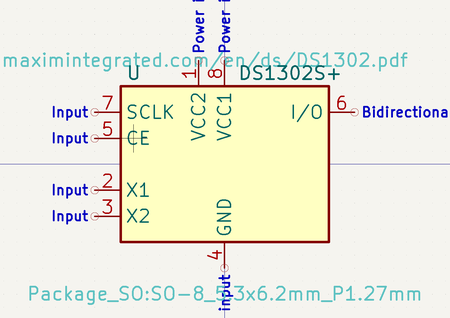 Power i
Power i
maximintegrated.com/en/ds/DS1302.pdf
U
1
8
DS1302S+
Input
7
SCLK
VCC2
VCC1
I/O
6
Bidirectiona
Input
5
CE
Input
2
X1
Input
3
X2
GND
4
input
Package_SO:SO-8_5.3x6.2mm_P1.27mm